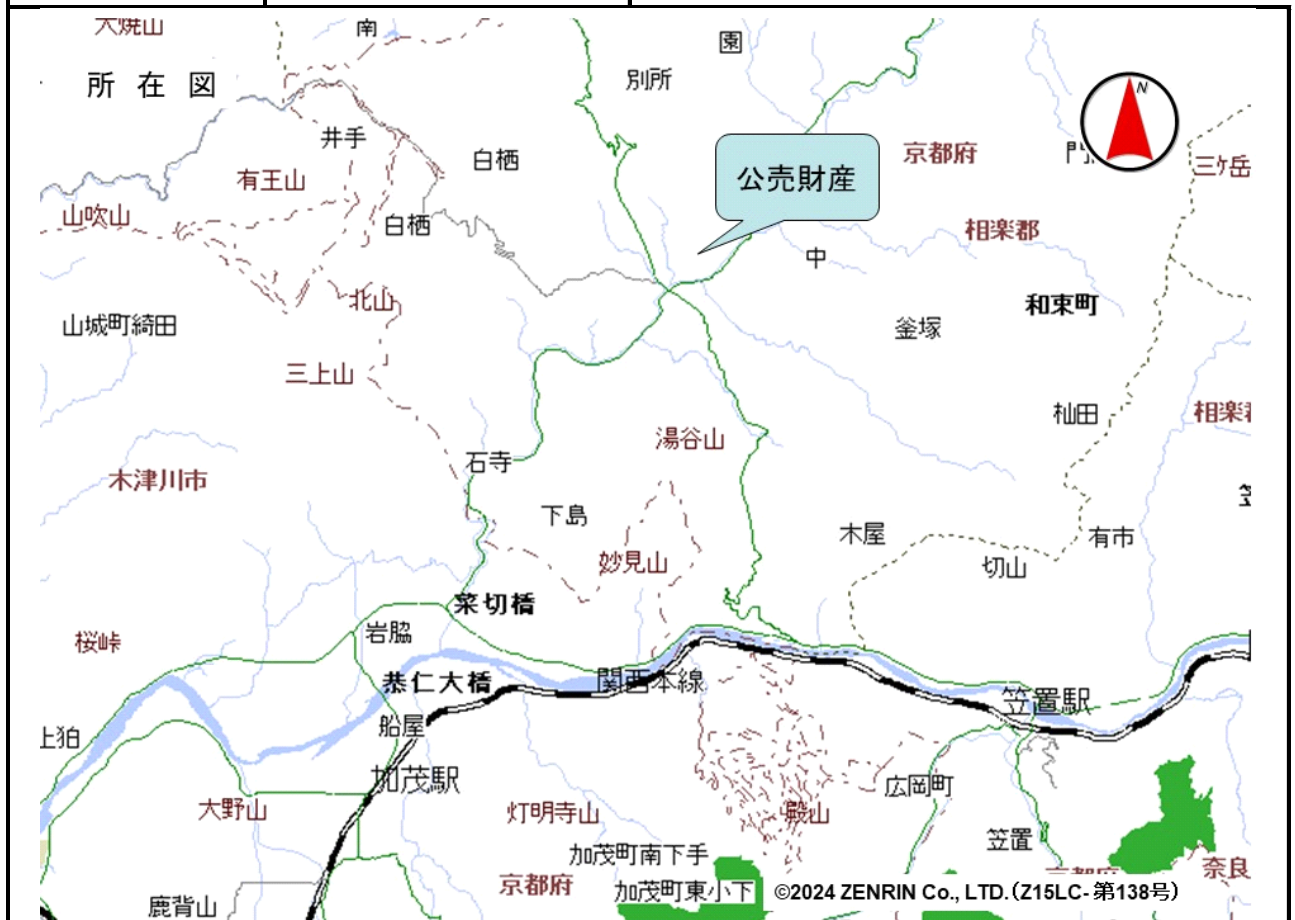 大焼山
南
園
所在図
別所
N
井手
白栖
京都府
三ケ岳
有王山
公売財産
山吹山
白栖
相楽郡
中
北山
和束町
山城町綺田
釜塚
三上山
杣田
相楽
湯谷山
石寺
木津川市
下島
木屋
有市
妙見山
切山
菜切橋
岩脇
桜峠
恭仁大橋
関西本線
笠置駅
船屋
上狛
加茂駅
広岡町
大野山
灯明寺山
殿山
笠置
加茂町南下手
京都府
加茂町東小下
奈良
鹿背山
©2024 ZENRIN Co., LTD.(Z15LC-第138号)